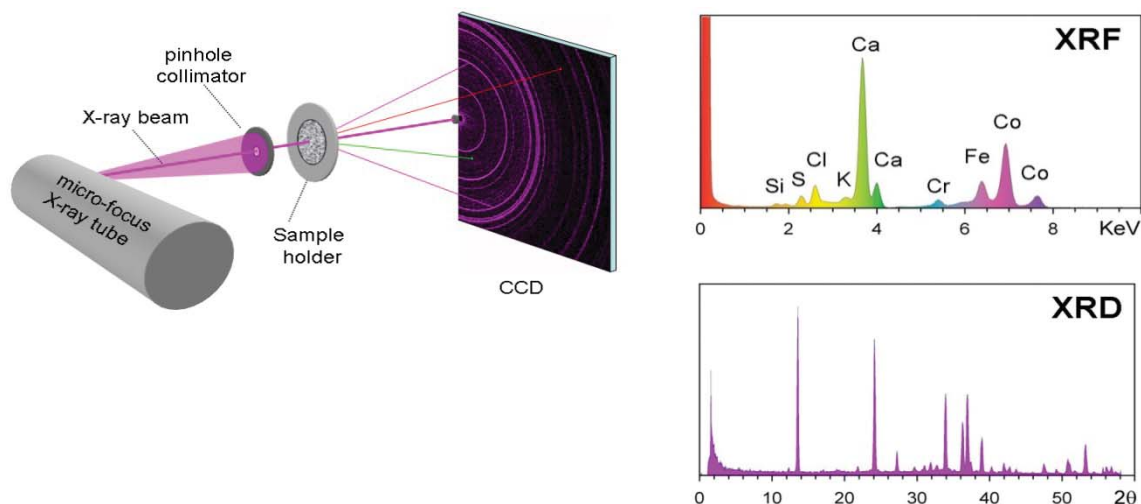 pinhole
collimator
X-ray beam
micro-focus
X-ray tube
Sample
holder
CCD
XRF
Ca
Co
Cl
Ca
Fe
Si
S
K
Cr
Co
0 2 4 6 8 KeV
XRD
0 10 20 30 40 50 2θ